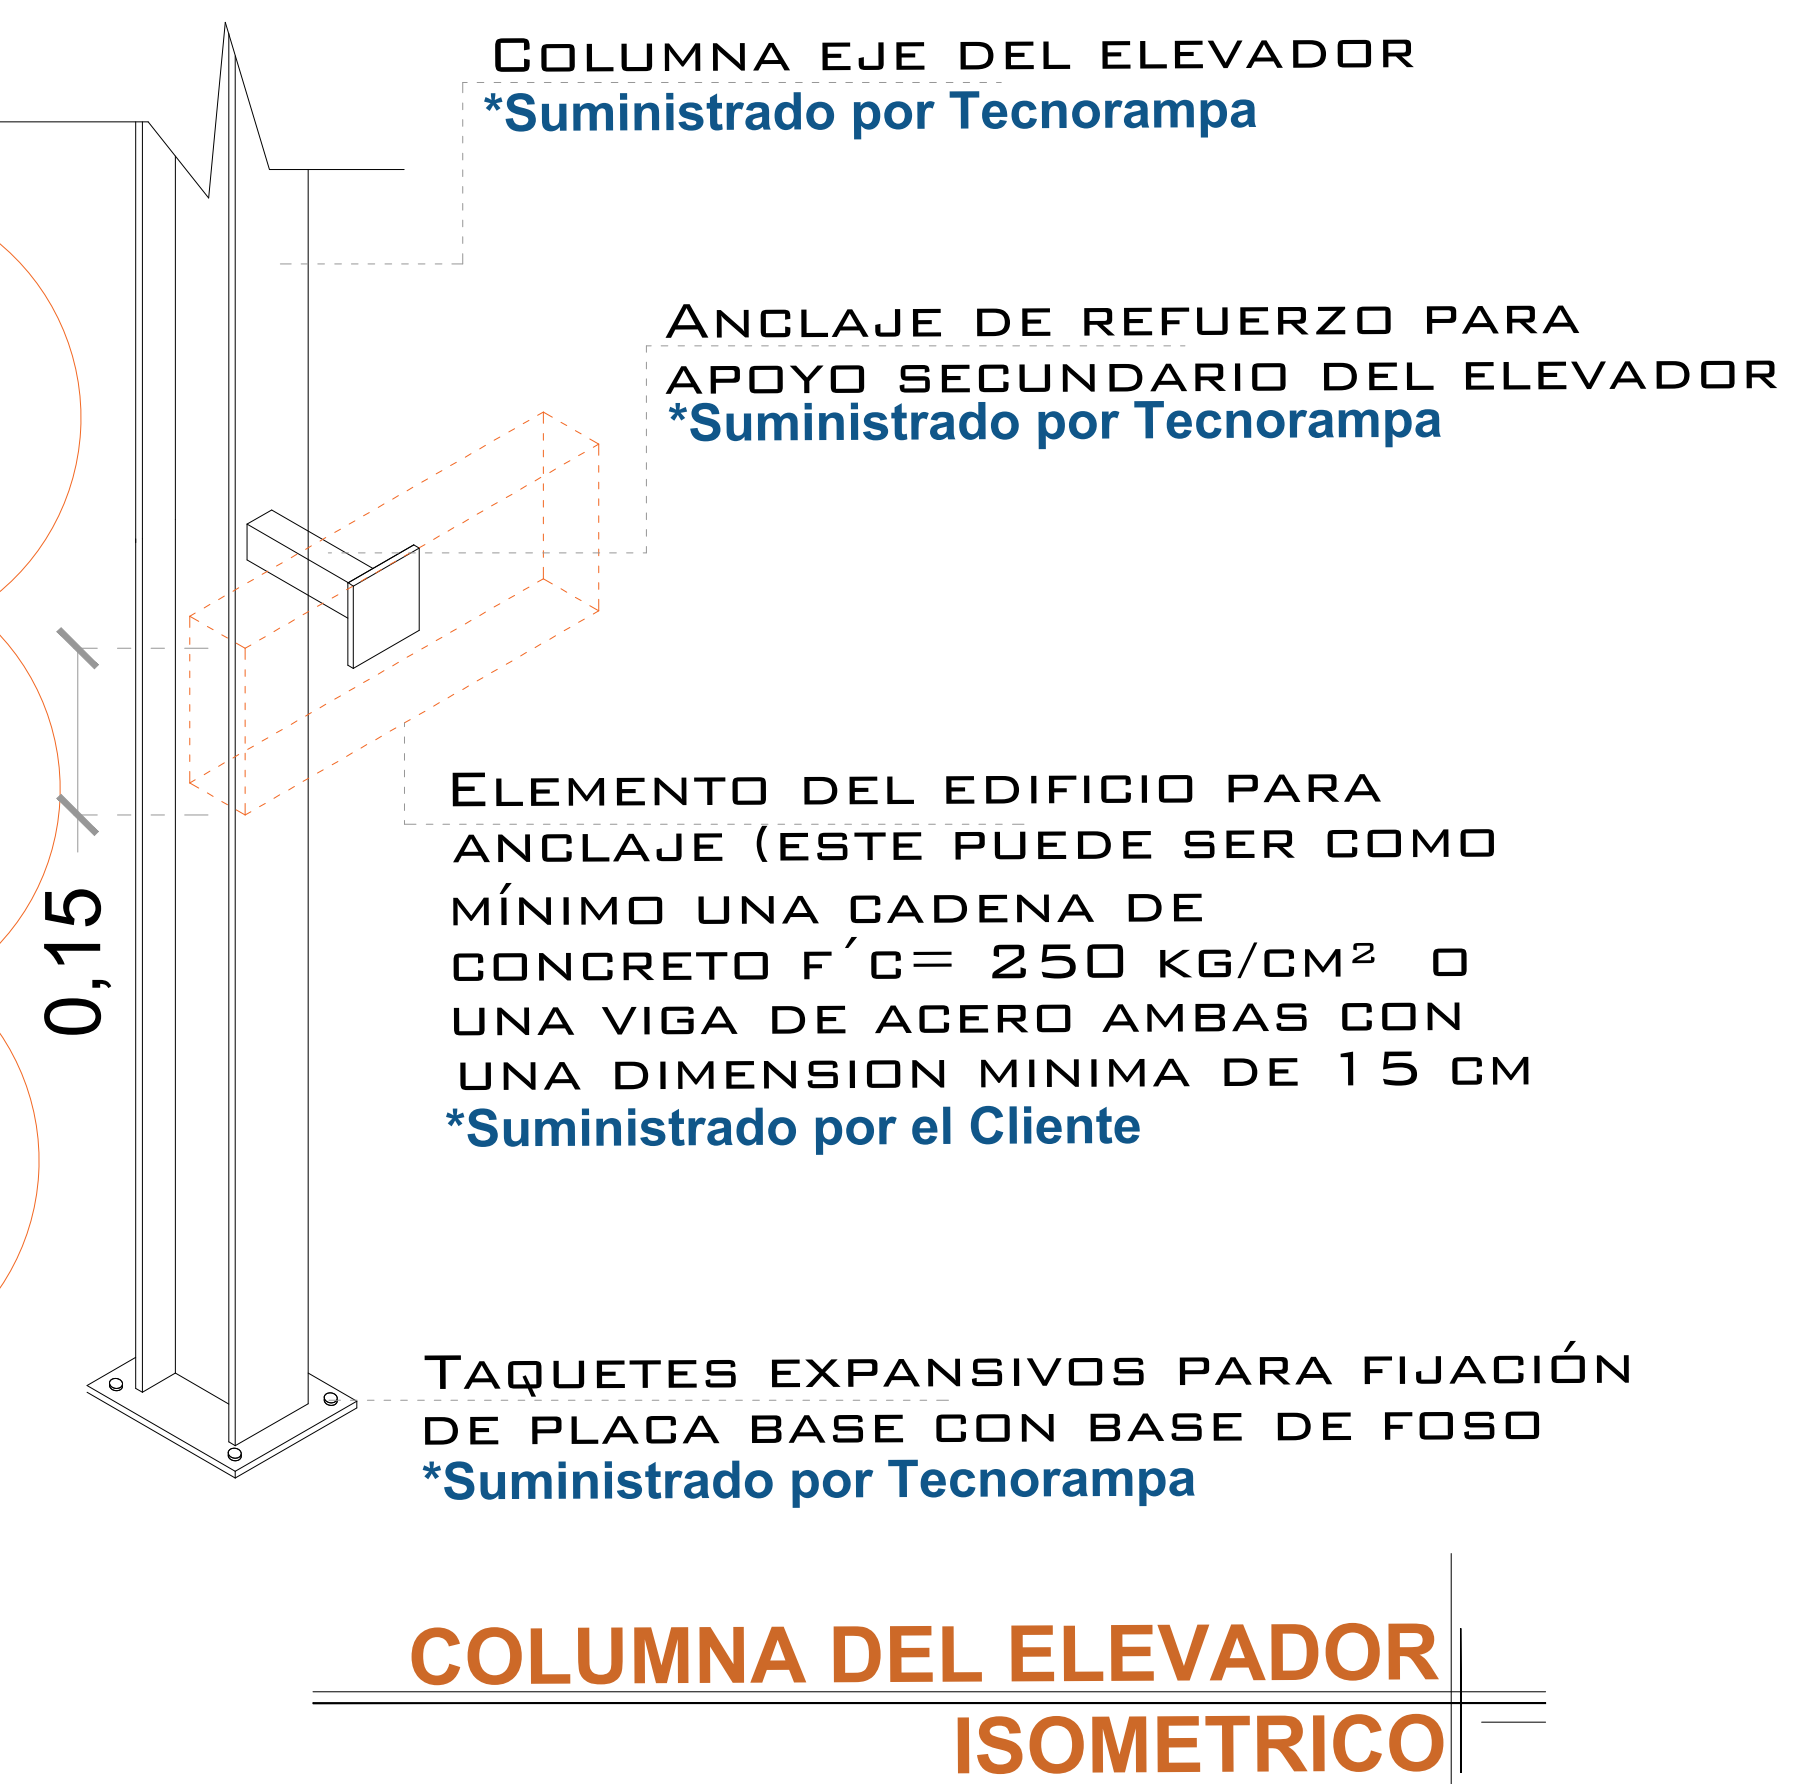 COLUMNA EJE DEL ELEVADOR
*Suministrado por Tecnorampa
ANCLAJE DE REFUERZO PARA
APOYO SECUNDARIO DEL ELEVADOR
*Suministrado por Tecnorampa
0,15
ELEMENTO DEL EDIFICIO PARA
ANCLAJE (ESTE PUEDE SER COMO
MÍNIMO UNA CADENA DE
CONCRETO F´C= 250 KG/CM² O
UNA VIGA DE ACERO AMBAS CON
UNA DIMENSION MINIMA DE 15 CM
*Suministrado por el Cliente
TAQUETES EXPANSIVOS PARA FIJACIÓN
DE PLACA BASE CON BASE DE FOSO
*Suministrado por Tecnorampa
COLUMNA DEL ELEVADOR
ISOMETRICO